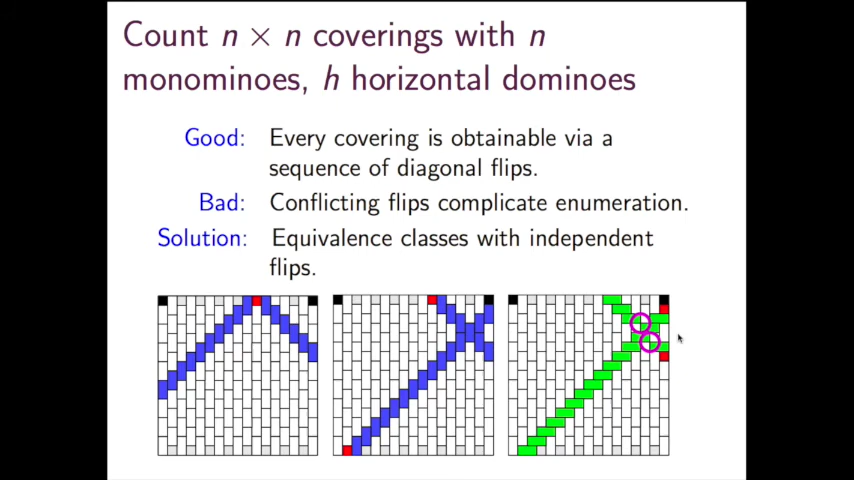 Count n × n coverings with n
monominoes, h horizontal dominoes
Good: Every covering is obtainable via a
sequence of diagonal flips.
Bad: Conflicting flips complicate enumeration.
Solution: Equivalence classes with independent
flips.